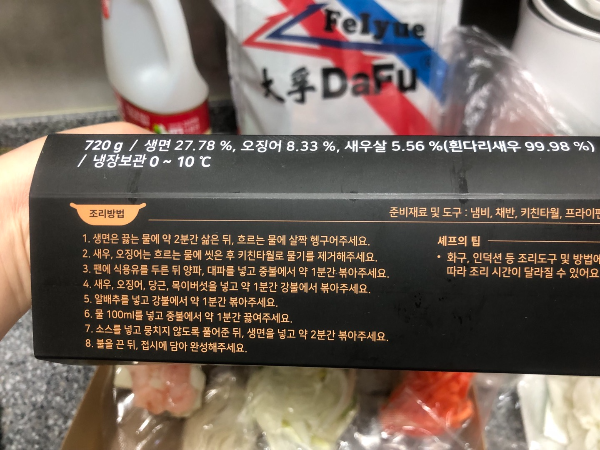 FeIyue
大孚 DaFu
720 g / 생면 27.78 %, 오징어 8.33 %, 새우살 5.56 %(흰다리새우 99.98 %)
/ 냉장보관 0 ~ 10 ℃
조리방법
준비재료 및 도구 : 냄비, 채반, 키친타월, 프라이팬
1. 생면은 끓는 물에 약 2분간 삶은 뒤, 흐르는 물에 살짝 헹구어주세요.
2. 새우, 오징어는 흐르는 물에 씻은 후 키친타월로 물기를 제거해주세요.
3. 팬에 식용유를 두른 뒤 양파, 대파를 넣고 중불에서 약 1분간 볶아주세요.
4. 새우, 오징어, 당근, 목이버섯을 넣고 약 1분간 강불에서 볶아주세요.
5. 알배추를 넣고 강불에서 약 1분간 볶아주세요.
6. 물 100ml를 넣고 중불에서 약 1분간 끓여주세요.
7. 소스를 넣고 뭉치지 않도록 풀어준 뒤, 생면을 넣고 약 2분간 볶아주세요.
8. 불을 끈 뒤, 접시에 담아 완성해주세요.
셰프의 팁
• 화구, 인덕션 등 조리도구 및 방법에
따라 조리 시간이 달라질 수 있어요